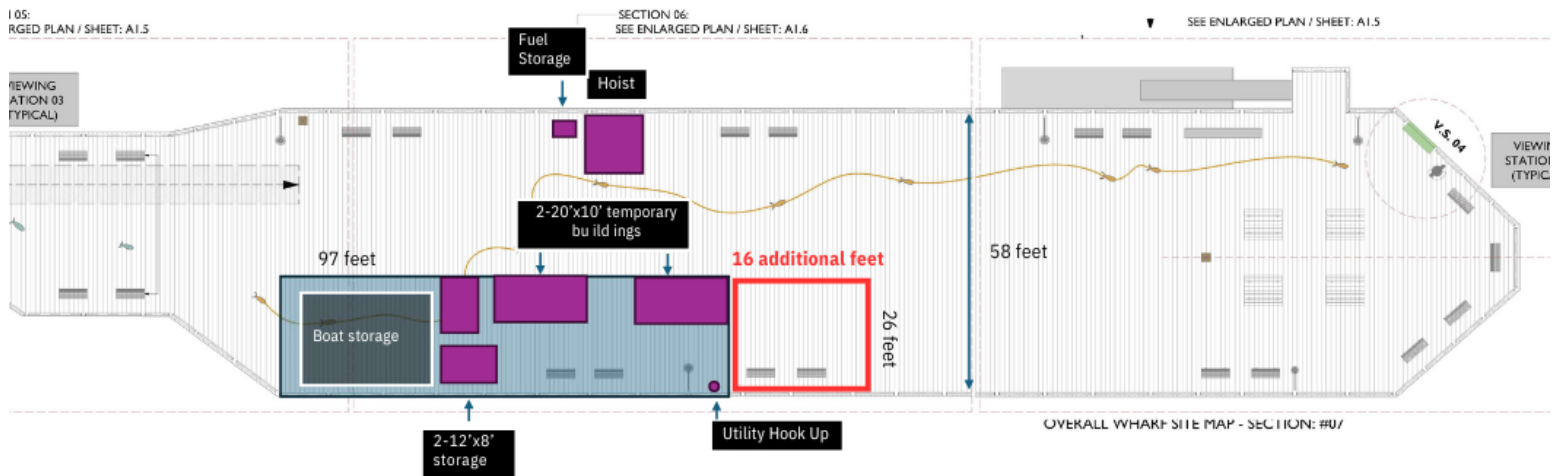 05:
RGED PLAN / SHEET: A1.5
SECTION 06:
SEE ENLARGED PLAN / SHEET: A1.6
SEE ENLARGED PLAN / SHEET: A1.5
Fuel
Storage
Hoist
VIEWING
ATION 03
TYPICAL)
V.S. 04
VIEWIN
STATION
(TYPICA
2-20'x10' temporary
bu ild ings
97 feet
16 additional feet
58 feet
Boat storage
26 feet
2-12'x8'
storage
Utility Hook Up
OVERALL WHARF SITE MAP - SECTION: #07